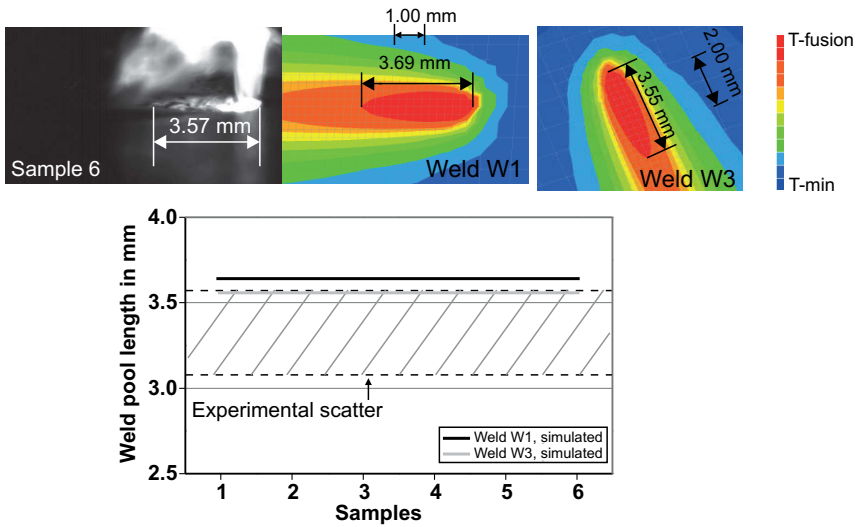 Sample 6
3.57 mm
1.00 mm
3.69 mm
Weld W1
3.55 mm
2.00 mm
Weld W3
T-fusion
T-min
Weld pool length in mm
4.0
3.5
3.0
2.5
Experimental scatter
Weld W1, simulated
Weld W3, simulated
1 2 3 4 5 6
Samples